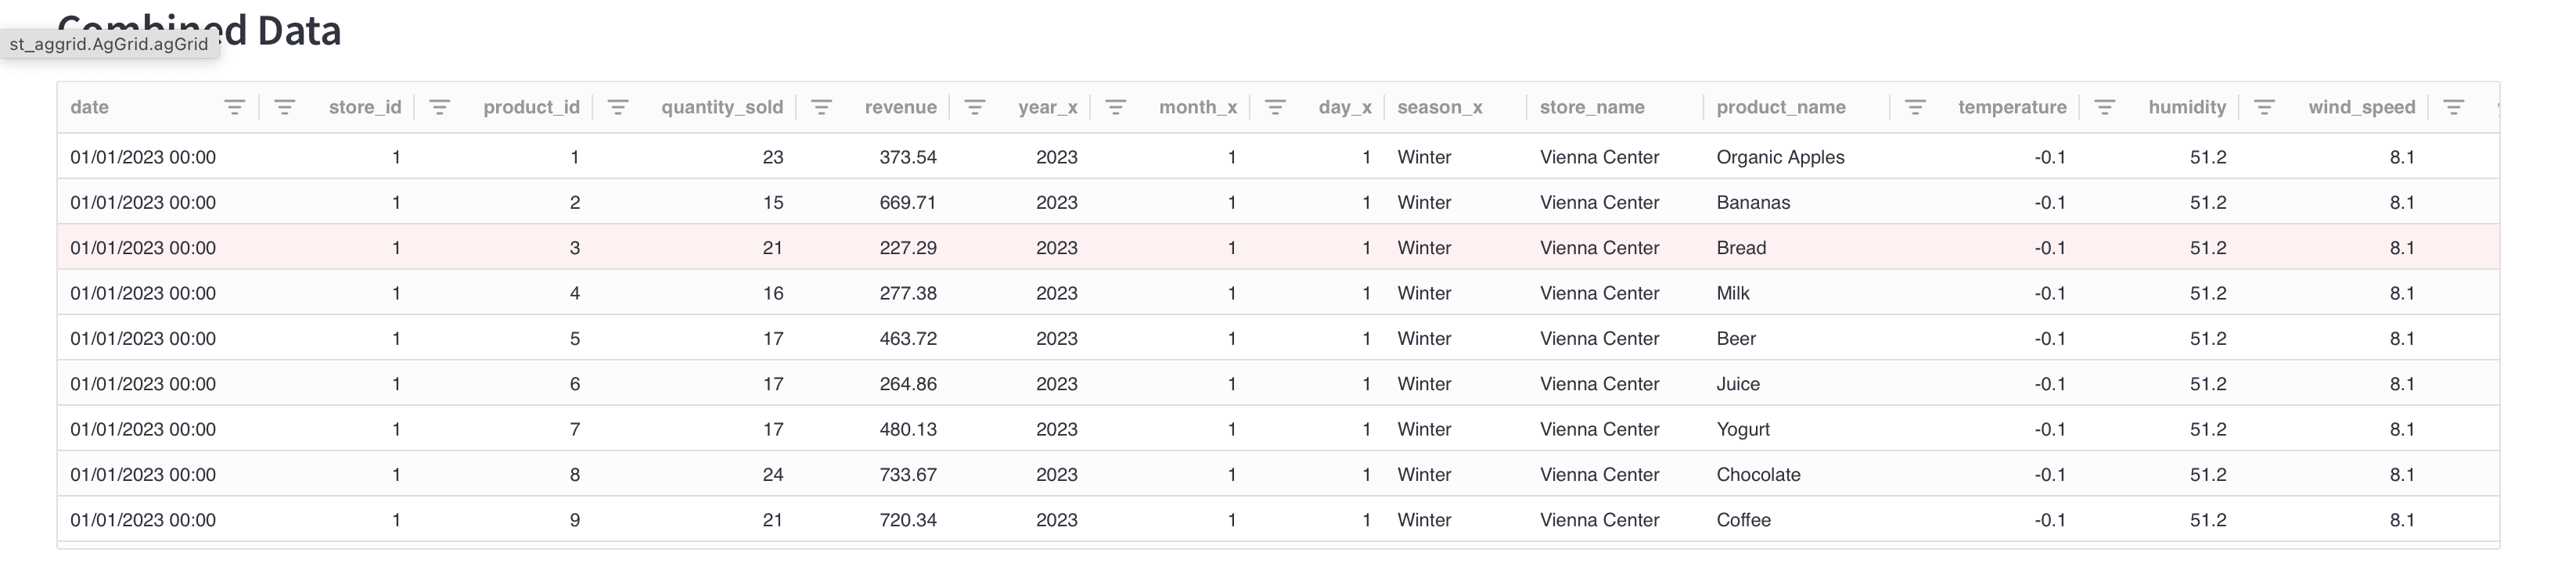 Combined Data
st_aggrid.AgGrid.agGrid
date store_id product_id quantity_sold revenue year_x month_x day_x season_x store_name product_name temperature humidity wind_speed
01/01/2023 00:00 1 1 23 373.54 2023 1 1 Winter Vienna Center Organic Apples -0.1 51.2 8.1
01/01/2023 00:00 1 2 15 669.71 2023 1 1 Winter Vienna Center Bananas -0.1 51.2 8.1
01/01/2023 00:00 1 3 21 227.29 2023 1 1 Winter Vienna Center Bread -0.1 51.2 8.1
01/01/2023 00:00 1 4 16 277.38 2023 1 1 Winter Vienna Center Milk -0.1 51.2 8.1
01/01/2023 00:00 1 5 17 463.72 2023 1 1 Winter Vienna Center Beer -0.1 51.2 8.1
01/01/2023 00:00 1 6 17 264.86 2023 1 1 Winter Vienna Center Juice -0.1 51.2 8.1
01/01/2023 00:00 1 7 17 480.13 2023 1 1 Winter Vienna Center Yogurt -0.1 51.2 8.1
01/01/2023 00:00 1 8 24 733.67 2023 1 1 Winter Vienna Center Chocolate -0.1 51.2 8.1
01/01/2023 00:00 1 9 21 720.34 2023 1 1 Winter Vienna Center Coffee -0.1 51.2 8.1